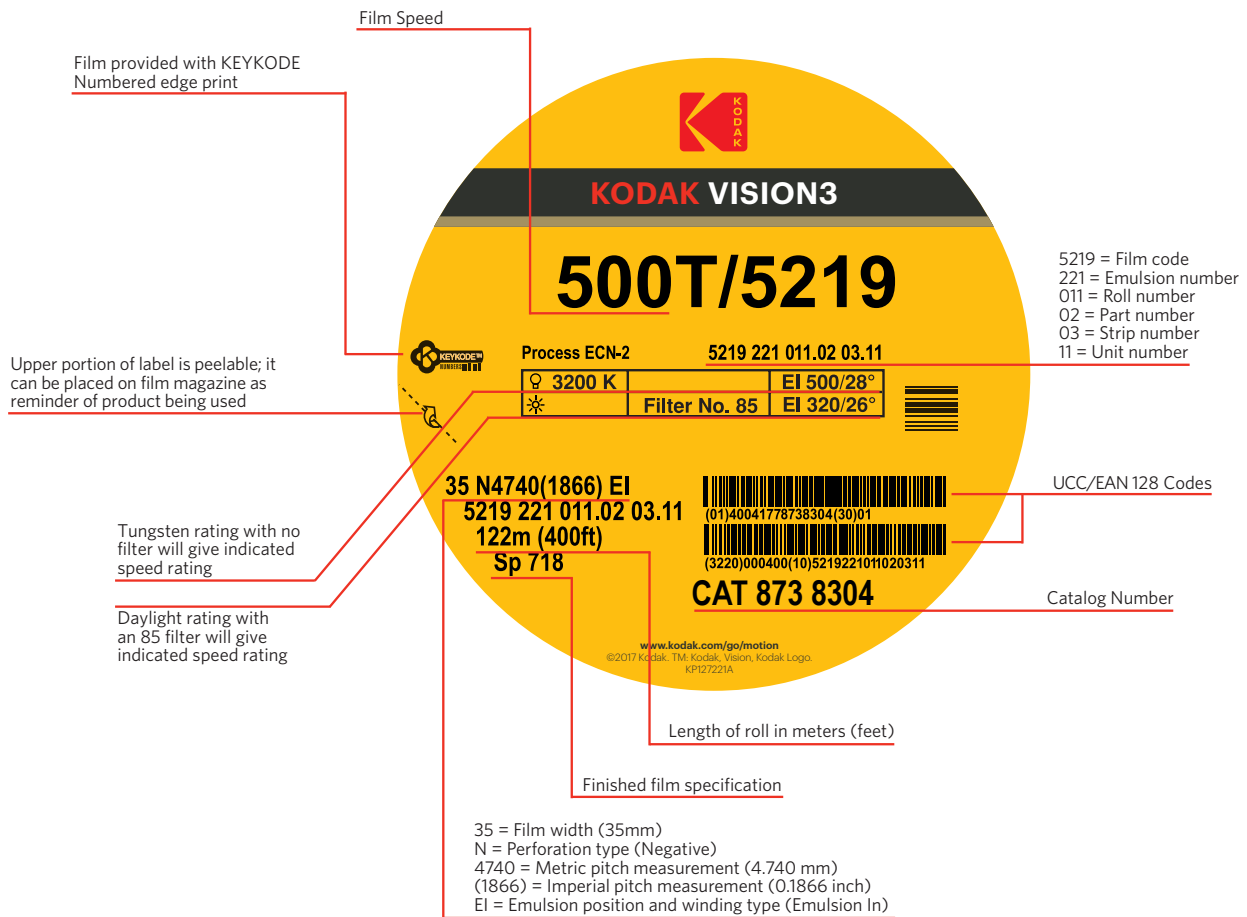 Film Speed
Film provided with KEYKODE
Numbered edge print
KODAK
KODAK VISION3
500T/5219
5219 = Film code
221 = Emulsion number
011 = Roll number
02 = Part number
03 = Strip number
11 = Unit number
KEYKODE™
NUMBERS
Process ECN-2
5219 221 011.02 03.11
Upper portion of label is peelable; it
can be placed on film magazine as
reminder of product being used
3200 K EI 500/28°
Filter No. 85 EI 320/26°
35 N4740(1866) EI
5219 221 011.02 03.11
122m (400ft)
Sp 718
(01)40041778738304(30)01
(3220)000400(10)5219221011020311
CAT 873 8304
UCC/EAN 128 Codes
Tungsten rating with no
filter will give indicated
speed rating
Catalog Number
Daylight rating with
an 85 filter will give
indicated speed rating
www.kodak.com/go/motion
©2017 Kodak. TM: Kodak, Vision, Kodak Logo.
KP127221A
Length of roll in meters (feet)
Finished film specification
35 = Film width (35mm)
N = Perforation type (Negative)
4740 = Metric pitch measurement (4.740 mm)
(1866) = Imperial pitch measurement (0.1866 inch)
EI = Emulsion position and winding type (Emulsion In)